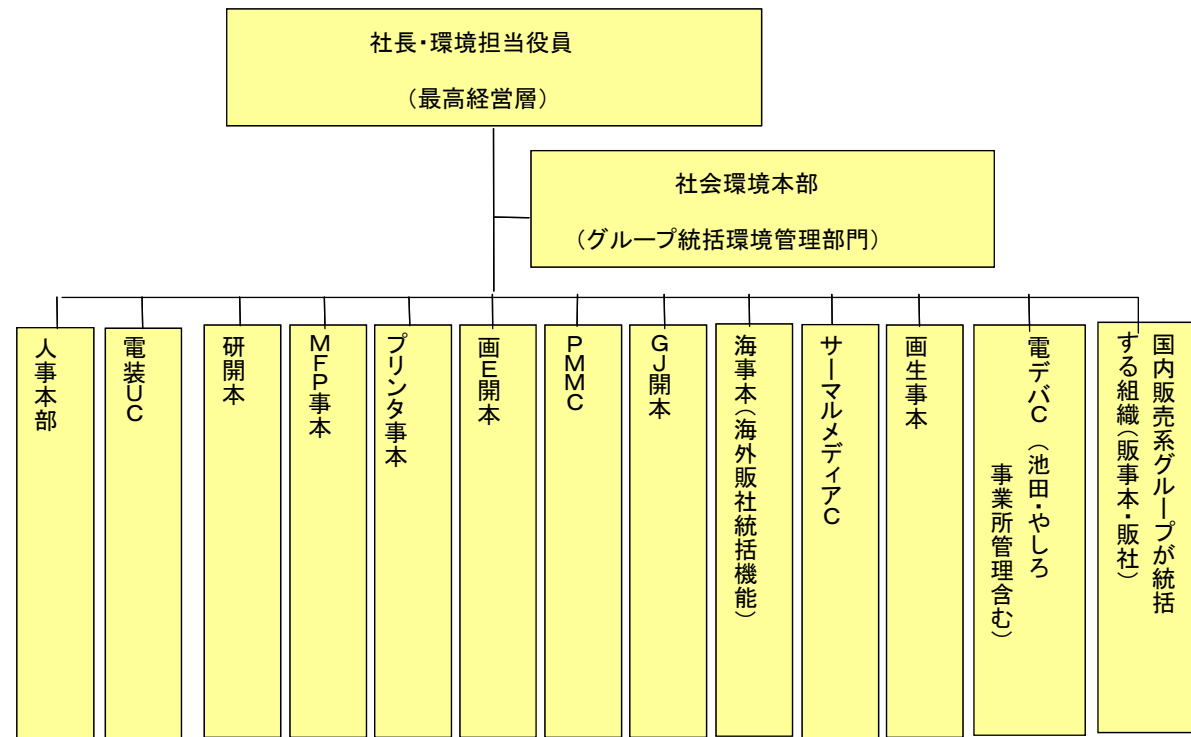 社長・環境担当役員
（最高経営層）
社会環境本部
（グループ統括環境管理部門）
人事本部
電装UC
研開本
MFP事本
プリンタ事本
画E開本
PMMC
GJ開本
海事本（海外販社統括機能）
サーマルメディアC
画生事本
電デバC（池田・やしろ
事業所管理含む）
国内販売系グループが統括
する組織（販事本・販社）